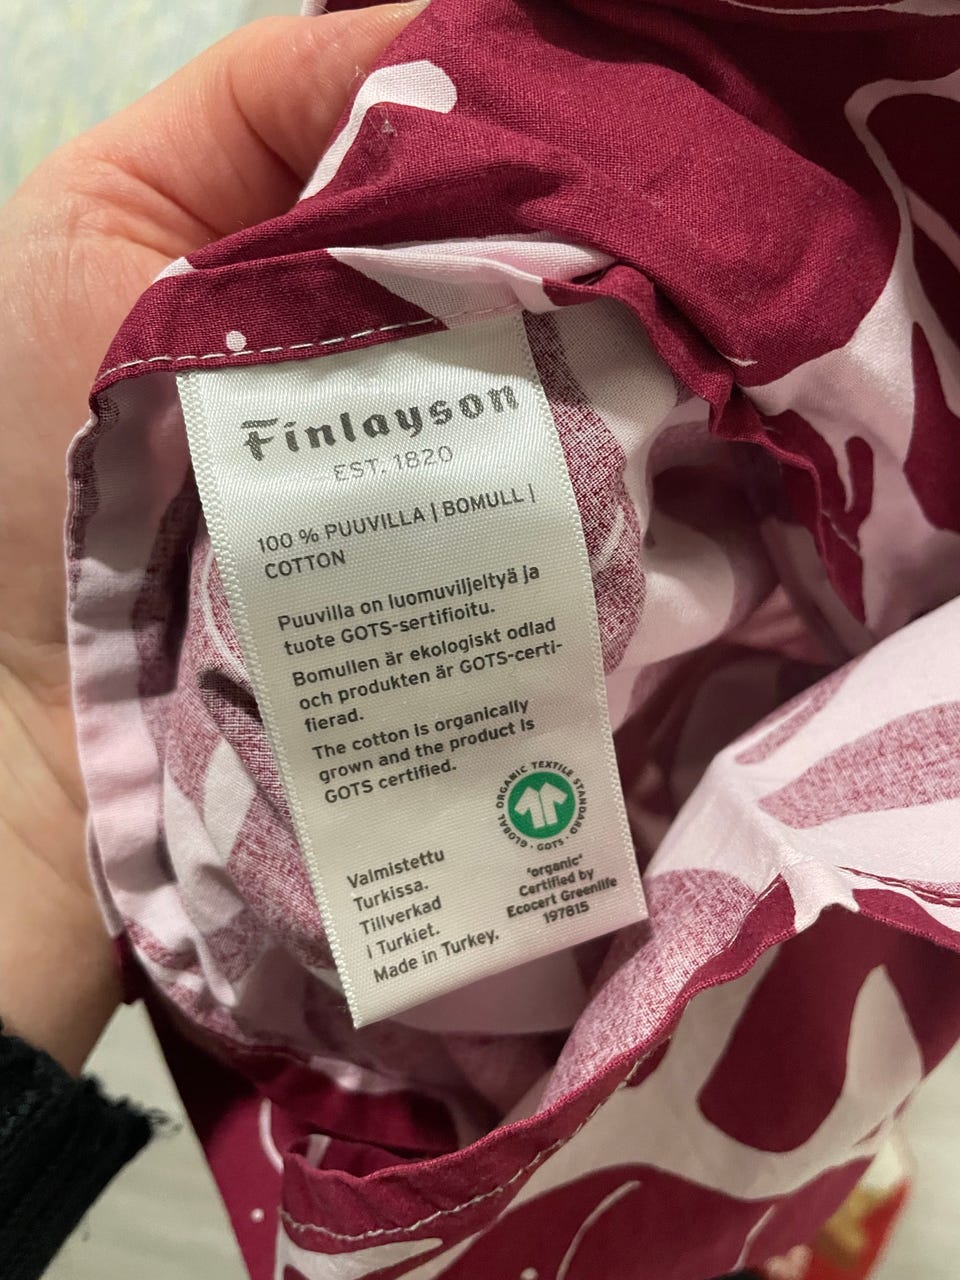 Finlayson
EST. 1820
100 % PUUVILLA | BOMULL |
COTTON
Puuvilla on luomuviljeltyä ja
tuote GOTS-sertifioitu.
Bomullen är ekologiskt odlad
och produkten är GOTS-certi-
fierad.
The cotton is organically
grown and the product is
GOTS certified.
GLOBAL ORGANIC TEXTILE STANDARD
· GOTS ·
'organic'
Certified by
Ecocert Greenlife
197815
Valmistettu
Turkissa.
Tillverkad
i Turkiet.
Made in Turkey.